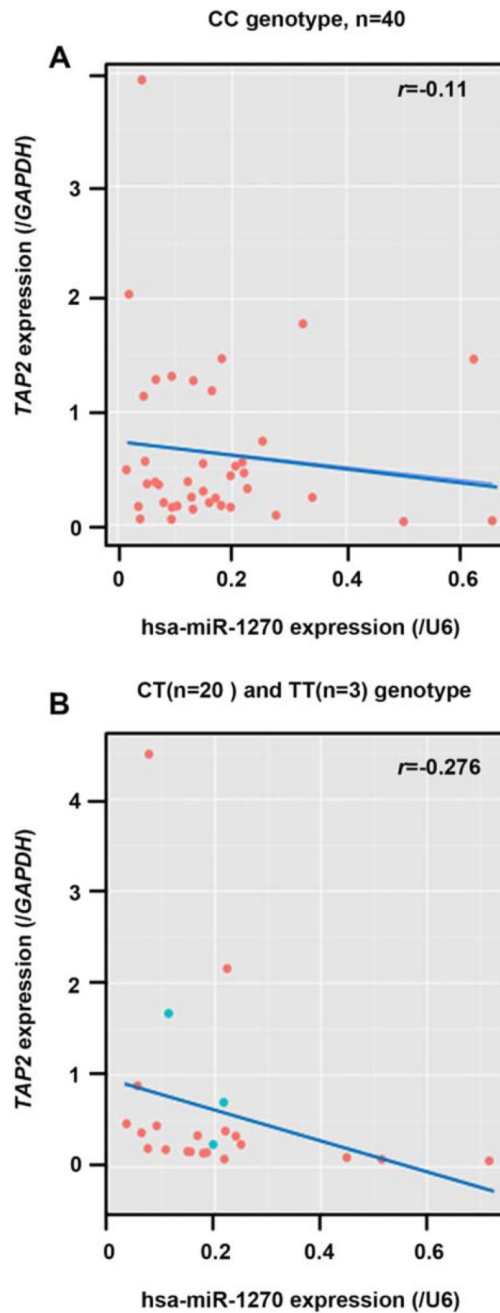 CC genotype, n=40
A
r=-0.11
TAP2 expression (/GAPDH)
3
2
1
0
0
0.2
0.4
0.6
hsa-miR-1270 expression (/U6)
CT(n=20 ) and TT(n=3) genotype
B
r=-0.276
TAP2 expression (/GAPDH)
4
3
2
1
0
0
0.2
0.4
0.6
hsa-miR-1270 expression (/U6)